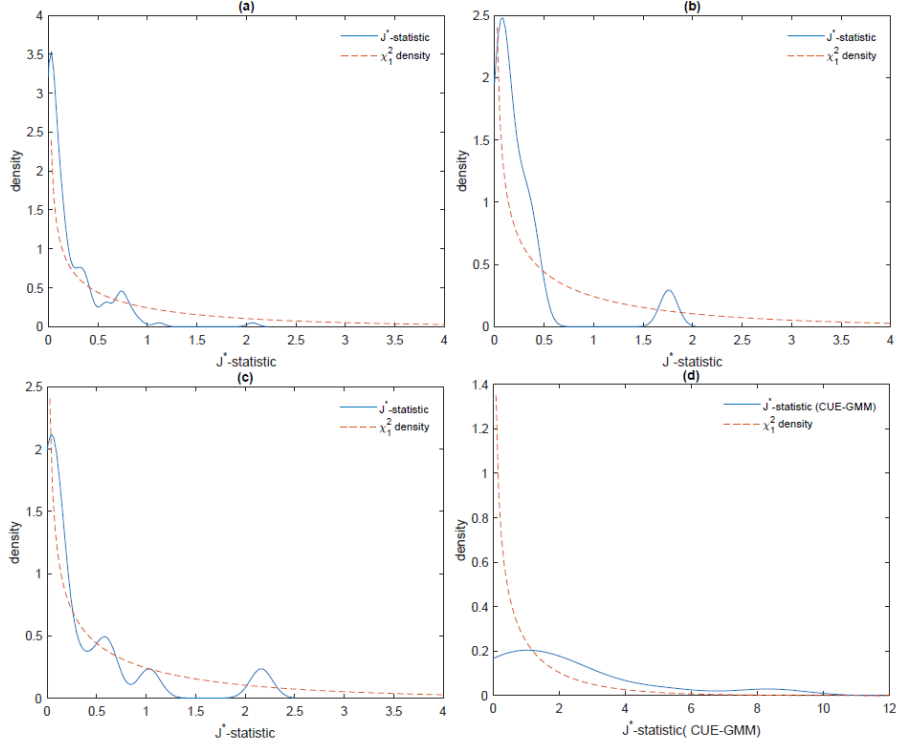 (a)
4
3.5
3
2.5
2
1.5
1
0.5
0
density
0 0.5 1 1.5 2 2.5 3 3.5 4
J*-statistic
J*-statistic
χ₁² density
(b)
2.5
2
1.5
1
0.5
0
density
0 0.5 1 1.5 2 2.5 3 3.5 4
J*-statistic
J*-statistic
χ₁² density
(c)
2.5
2
1.5
1
0.5
0
density
0 0.5 1 1.5 2 2.5 3 3.5 4
J*-statistic
J*-statistic
χ₁² density
(d)
1.4
1.2
1
0.8
0.6
0.4
0.2
0
density
0 2 4 6 8 10 12
J*-statistic( CUE-GMM)
J*-statistic (CUE-GMM)
χ₁² density